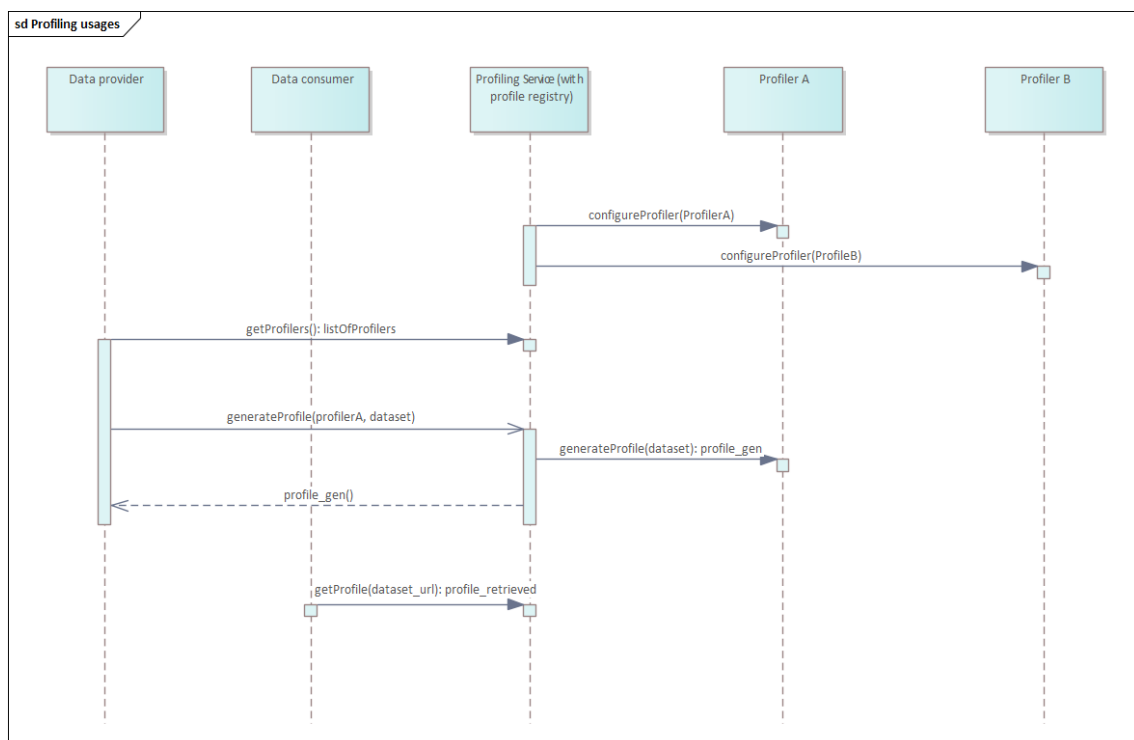 sd Profiling usages
Data provider
Data consumer
Profiling Service (with
profile registry)
Profiler A
Profiler B
configureProfiler(ProfilerA)
configureProfiler(ProfileB)
getProfilers(): listOfProfilers
generateProfile(profilerA, dataset)
generateProfile(dataset): profile_gen
profile_gen()
getProfile(dataset_url): profile_retrieved